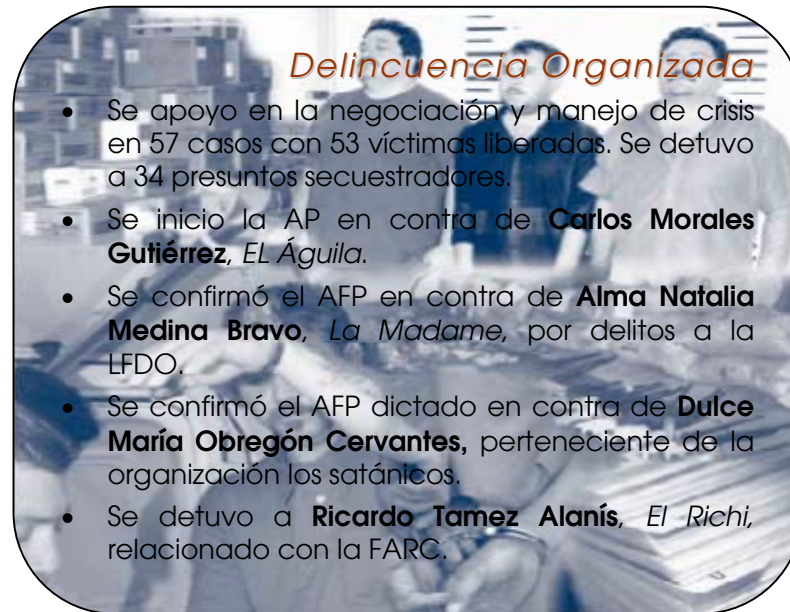 Delincuencia Organizada
• Se apoyo en la negociación y manejo de crisis
en 57 casos con 53 víctimas liberadas. Se detuvo
a 34 presuntos secuestradores.
• Se inicio la AP en contra de Carlos Morales
Gutiérrez, EL Águila.
• Se confirmó el AFP en contra de Alma Natalia
Medina Bravo, La Madame, por delitos a la
LFDO.
• Se confirmó el AFP dictado en contra de Dulce
María Obregón Cervantes, perteneciente de la
organización los satánicos.
• Se detuvo a Ricardo Tamez Alanís, El Richi,
relacionado con la FARC.